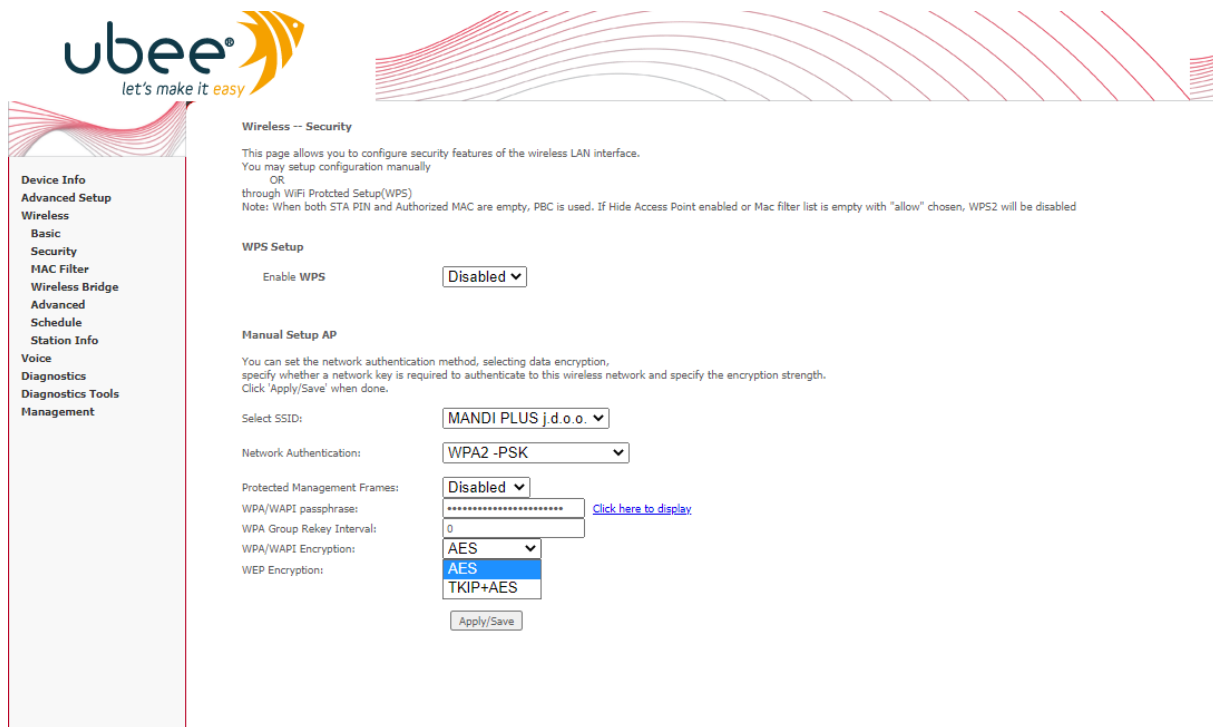 ubee®
let's make it easy
Device Info
Advanced Setup
Wireless
Basic
Security
MAC Filter
Wireless Bridge
Advanced
Schedule
Station Info
Voice
Diagnostics
Diagnostics Tools
Management
Wireless -- Security
This page allows you to configure security features of the wireless LAN interface.
You may setup configuration manually
OR
through WiFi Protcted Setup(WPS)
Note: When both STA PIN and Authorized MAC are empty, PBC is used. If Hide Access Point enabled or Mac filter list is empty with "allow" chosen, WPS2 will be disabled
WPS Setup
Enable WPS Disabled
Manual Setup AP
You can set the network authentication method, selecting data encryption,
specify whether a network key is required to authenticate to this wireless network and specify the encryption strength.
Click 'Apply/Save' when done.
Select SSID: MANDI PLUS j.d.o.o.
Network Authentication: WPA2 -PSK
Protected Management Frames: Disabled
WPA/WAPI passphrase: ••••••••••••••••••••••• Click here to display
WPA Group Rekey Interval: 0
WPA/WAPI Encryption: AES
WEP Encryption: AES
TKIP+AES
Apply/Save